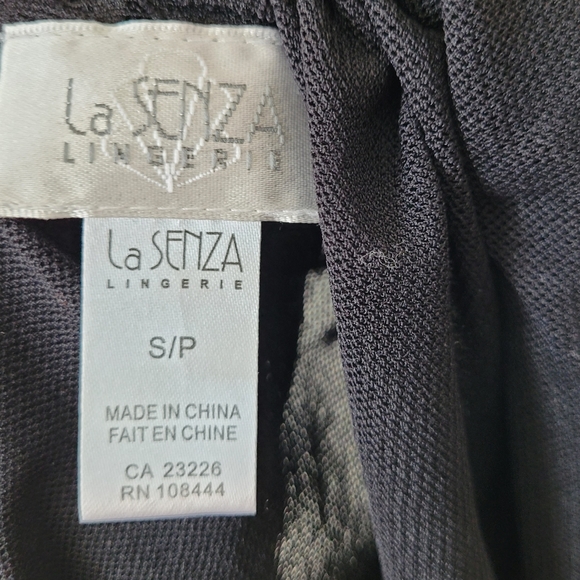 La SENZA
LINGERIE
La SENZA
LINGERIE
S/P
MADE IN CHINA
FAIT EN CHINE
CA 23226
RN 108444